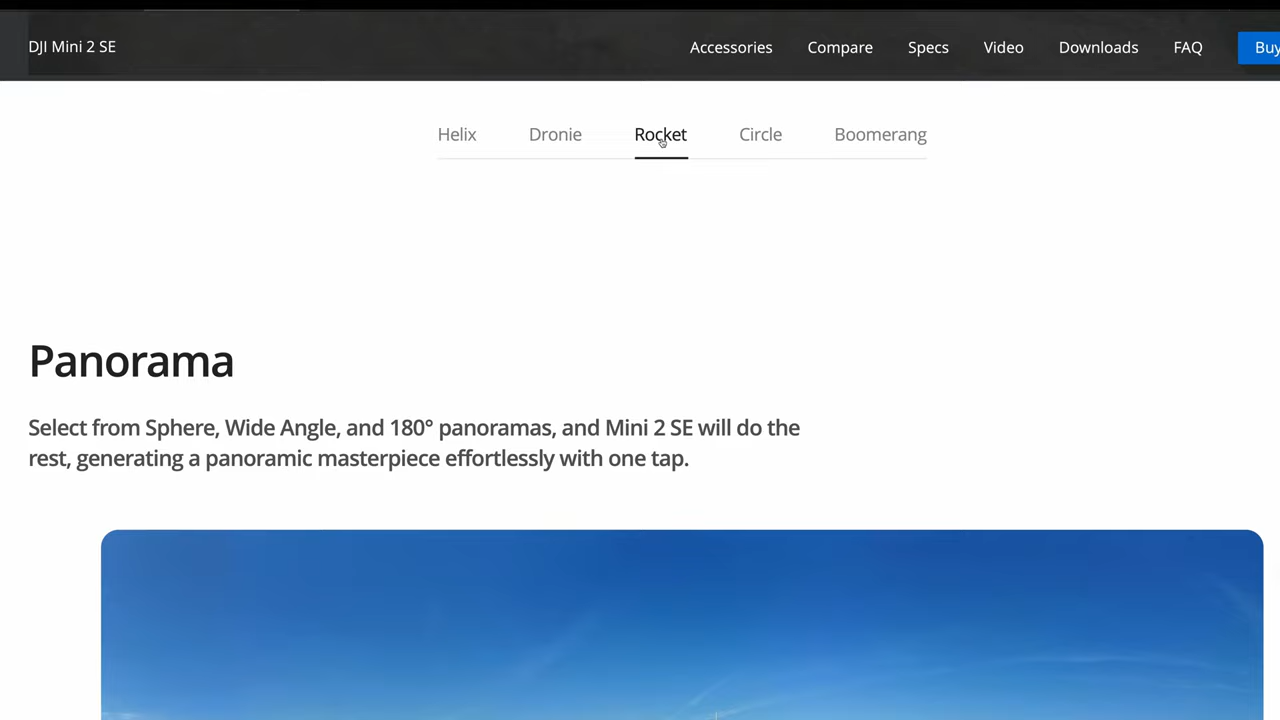 DJI Mini 2 SE
Accessories
Compare
Specs
Video
Downloads
FAQ
Helix
Dronie
Rocket
Circle
Boomerang
Panorama
Select from Sphere, Wide Angle, and 180° panoramas, and Mini 2 SE will do the
rest, generating a panoramic masterpiece effortlessly with one tap.